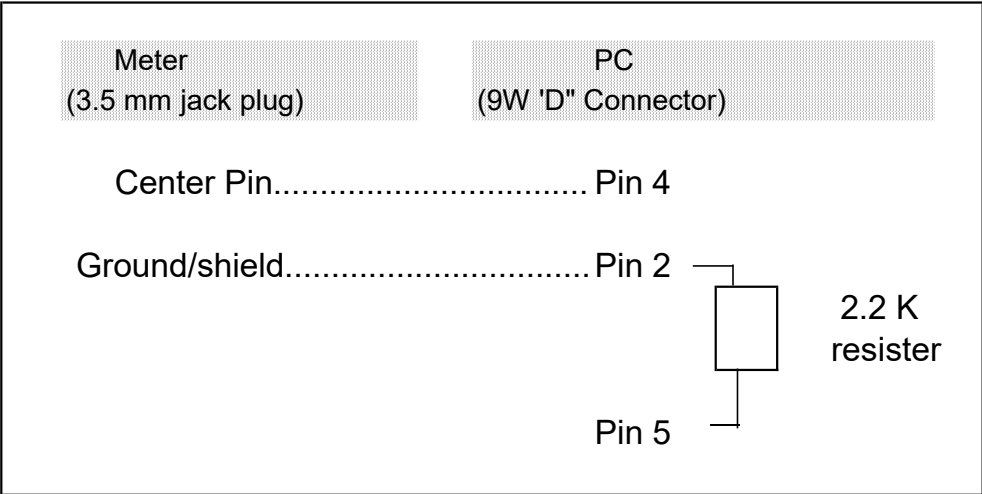 Meter
(3.5 mm jack plug)
PC
(9W 'D" Connector)
Center Pin.................................. Pin 4
Ground/shield................................. Pin 2
2.2 K
resister
Pin 5